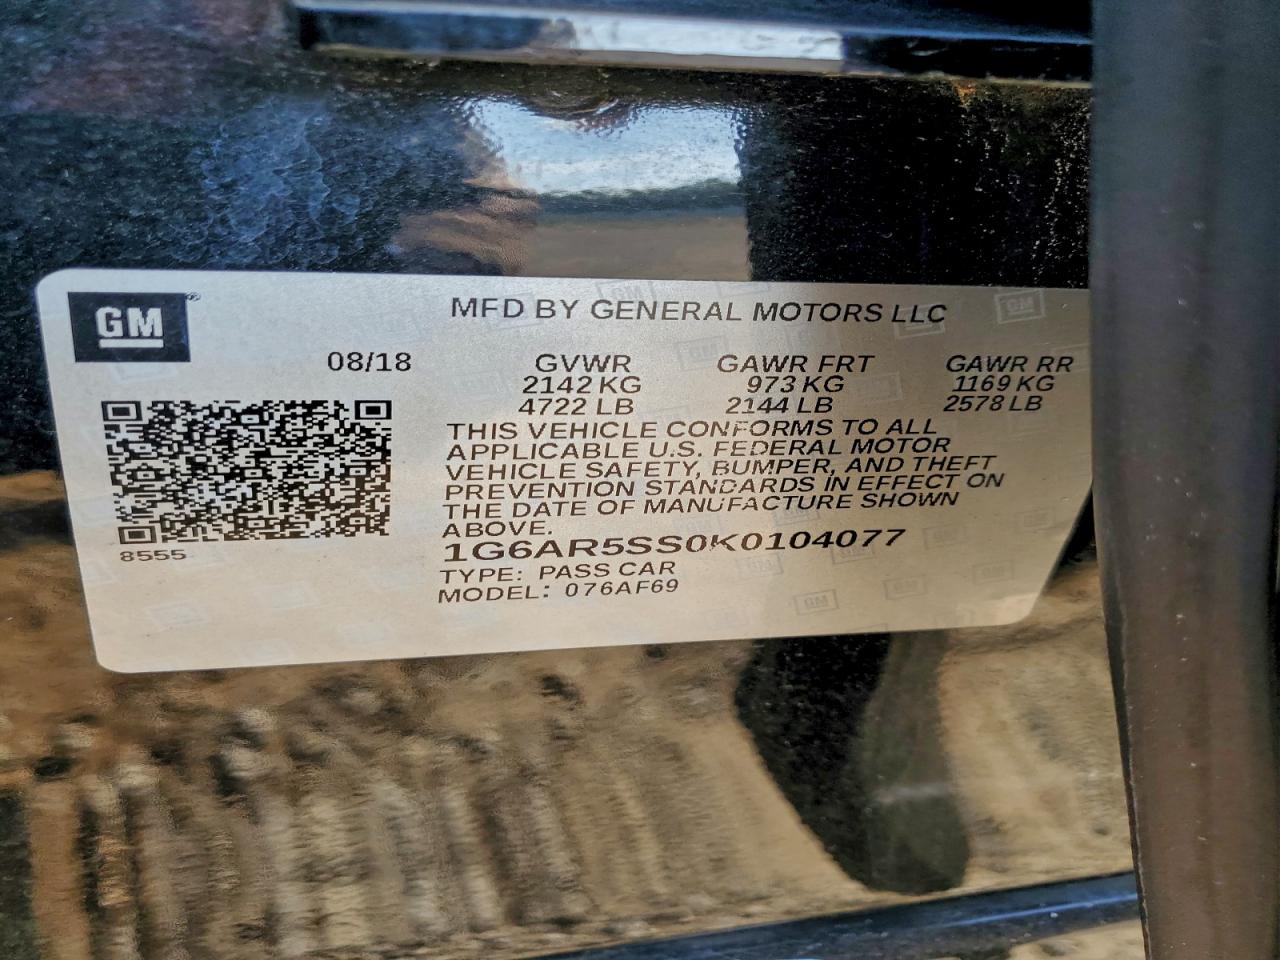 GM
MFD BY GENERAL MOTORS LLC
08/18 GVWR GAWR FRT GAWR RR
2142 KG 973 KG 1169 KG
4722 LB 2144 LB 2578 LB
THIS VEHICLE CONFORMS TO ALL
APPLICABLE U.S. FEDERAL MOTOR
VEHICLE SAFETY, BUMPER, AND THEFT
PREVENTION STANDARDS IN EFFECT ON
THE DATE OF MANUFACTURE SHOWN
ABOVE.
8555
1G6AR5SS0K0104077
TYPE: PASS CAR
MODEL: 076AF69